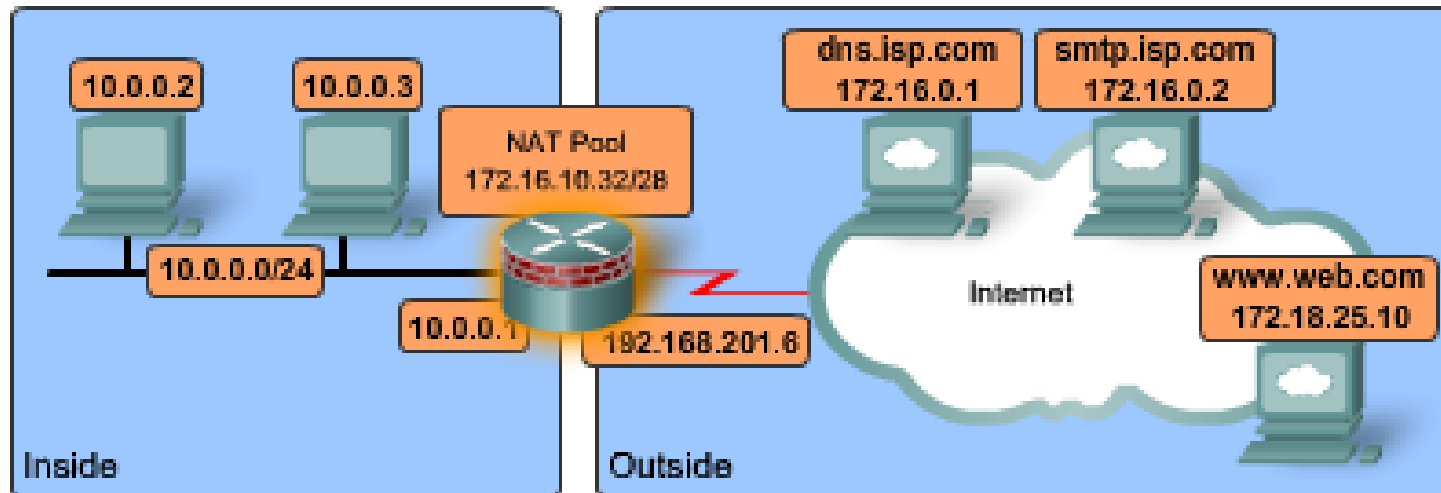 10.0.0.2
10.0.0.3
NAT Pool
172.16.10.32/28
10.0.0.0/24
10.0.0.1
192.168.201.6
Inside
dns.isp.com
172.16.0.1
smtp.isp.com
172.16.0.2
Internet
www.web.com
172.18.25.10
Outside